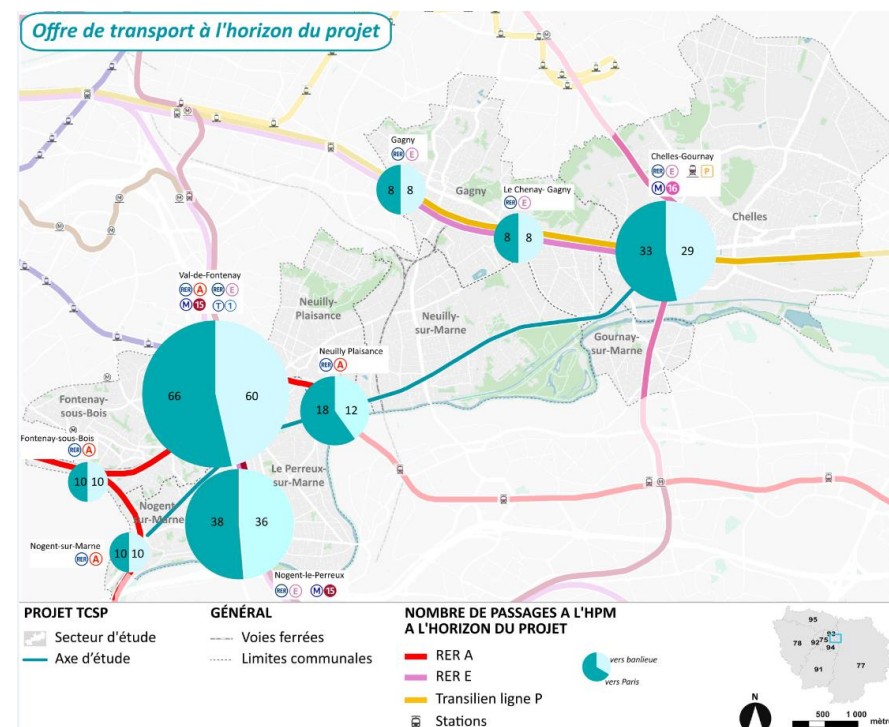 Offre de transport à l'horizon du projet
Gagny
RER E
8 8
Gagny
Le Chenay- Gagny
RER E
8 8
Chelles-Gournay
RER E P
M 16
33 29
Chelles
Val-de-Fontenay
RER A RER E
M 15 T 1
66 60
Neuilly-
Plaisance
Neuilly-
sur-Marne
Gournay-
sur-Marne
Neuilly Plaisance
RER A
18 12
Fontenay-
sous-Bois
Fontenay-sous-Bois
RER A
10 10
Le Perreux-
sur-Marne
Nogent-
sur-Marne
38 36
Nogent-sur-Marne
RER A
10 10
Nogent-le-Perreux
RER E M 15
PROJET TCSP
Secteur d'étude
Axe d'étude
GÉNÉRAL
Voies ferrées
Limites communales
NOMBRE DE PASSAGES A L'HPM
A L'HORIZON DU PROJET
RER A
RER E
Transilien ligne P
Stations
vers banlieue
vers Paris
95
78 92 75 93
94
91 77
N
500 1 000
mètr